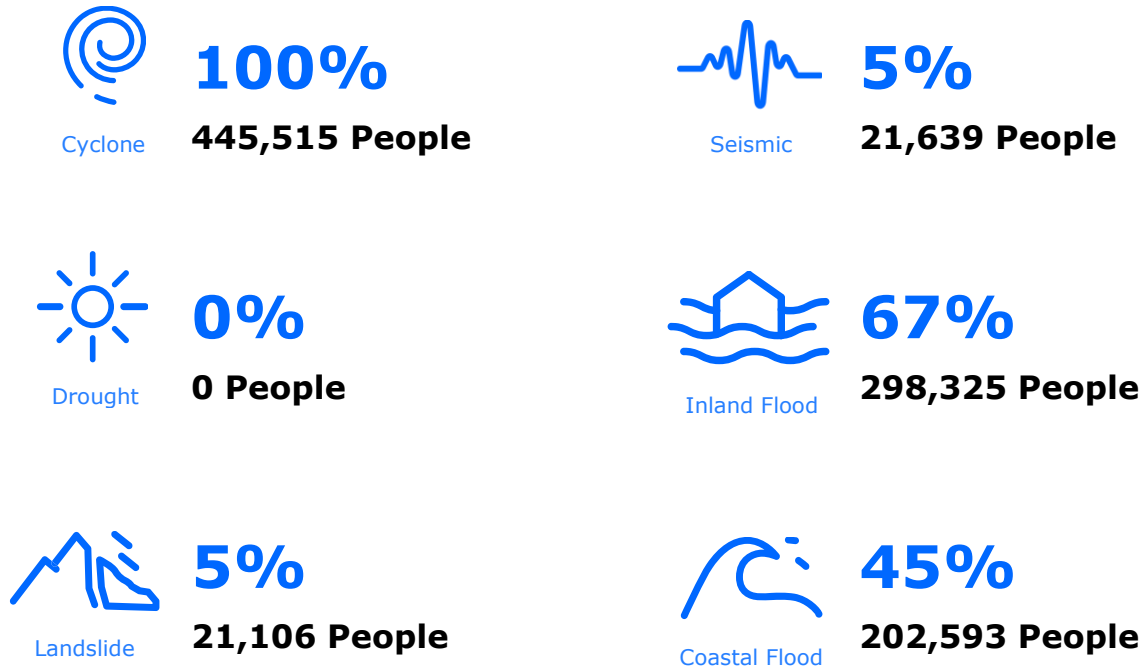 100%
445,515 People
Cyclone
5%
21,639 People
Seismic
0%
0 People
Drought
67%
298,325 People
Inland Flood
5%
21,106 People
Landslide
45%
202,593 People
Coastal Flood